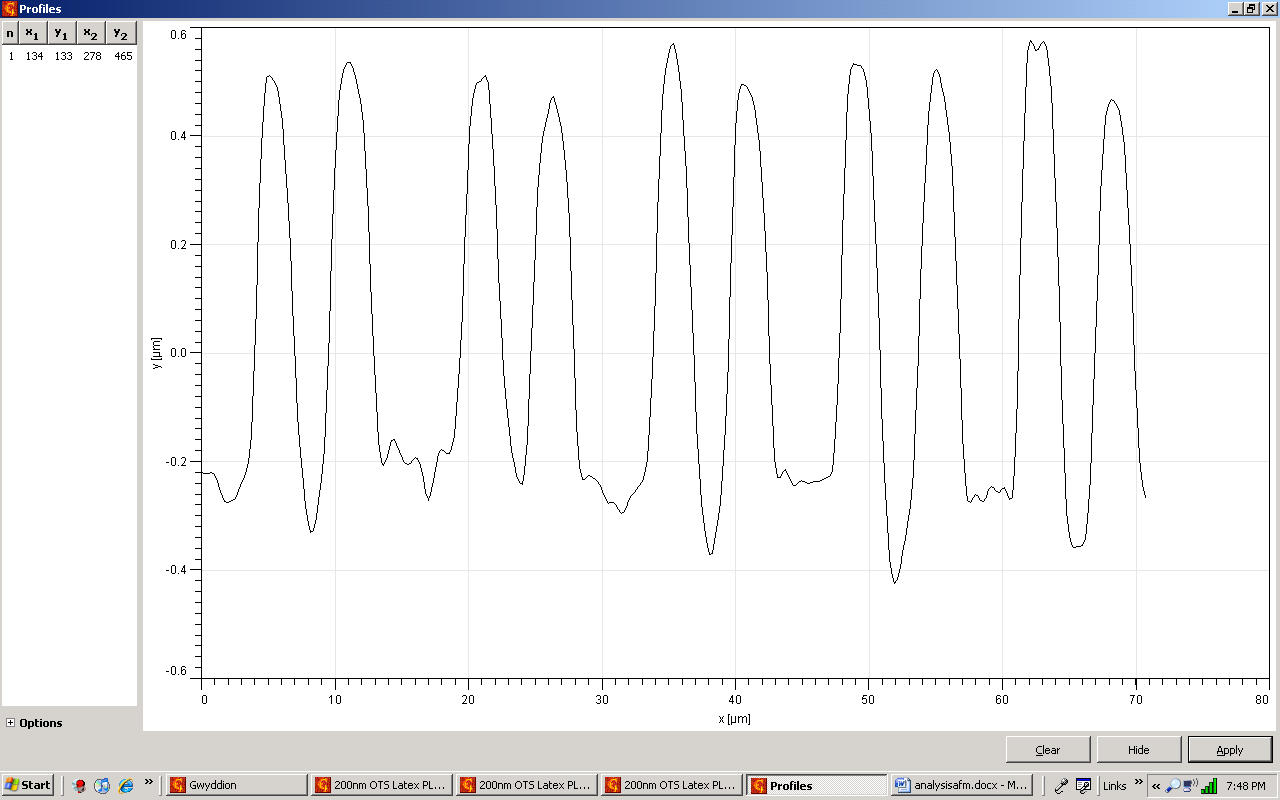 Profiles
n x1 y1 x2 y2
1 134 133 278 465
0.6
0.4
0.2
0.0
-0.2
-0.4
-0.6
y [µm]
0 10 20 30 40 50 60 70 80
x [µm]
Options
Clear Hide Apply
Start » Gwyddion 200nm OTS Latex PL... 200nm OTS Latex PL... 200nm OTS Latex PL... Profiles analysisafm.docx - M... Links » « 7:48 PM